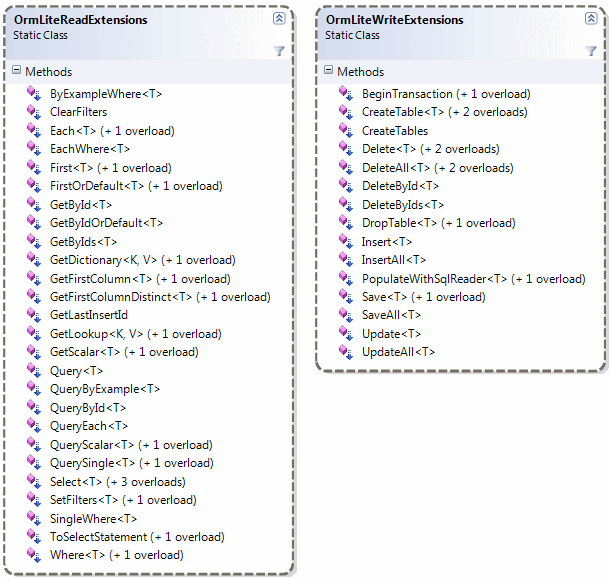 OrmLiteReadExtensions
Static Class
Methods
ByExampleWhere<T>
ClearFilters
Each<T> (+ 1 overload)
EachWhere<T>
First<T> (+ 1 overload)
FirstOrDefault<T> (+ 1 overload)
GetById<T>
GetByIdOrDefault<T>
GetByIds<T>
GetDictionary<K, V> (+ 1 overload)
GetFirstColumn<T> (+ 1 overload)
GetFirstColumnDistinct<T> (+ 1 overload)
GetLastInsertId
GetLookup<K, V> (+ 1 overload)
GetScalar<T> (+ 1 overload)
Query<T>
QueryByExample<T>
QueryById<T>
QueryEach<T>
QueryScalar<T> (+ 1 overload)
QuerySingle<T> (+ 1 overload)
Select<T> (+ 3 overloads)
SetFilters<T> (+ 1 overload)
SingleWhere<T>
ToSelectStatement (+ 1 overload)
Where<T> (+ 1 overload)
OrmLiteWriteExtensions
Static Class
Methods
BeginTransaction (+ 1 overload)
CreateTable<T> (+ 2 overloads)
CreateTables
Delete<T> (+ 2 overloads)
DeleteAll<T> (+ 2 overloads)
DeleteById<T>
DeleteByIds<T>
DropTable<T> (+ 1 overload)
Insert<T>
InsertAll<T>
PopulateWithSqlReader<T> (+ 1 overload)
Save<T> (+ 1 overload)
SaveAll<T>
Update<T>
UpdateAll<T>